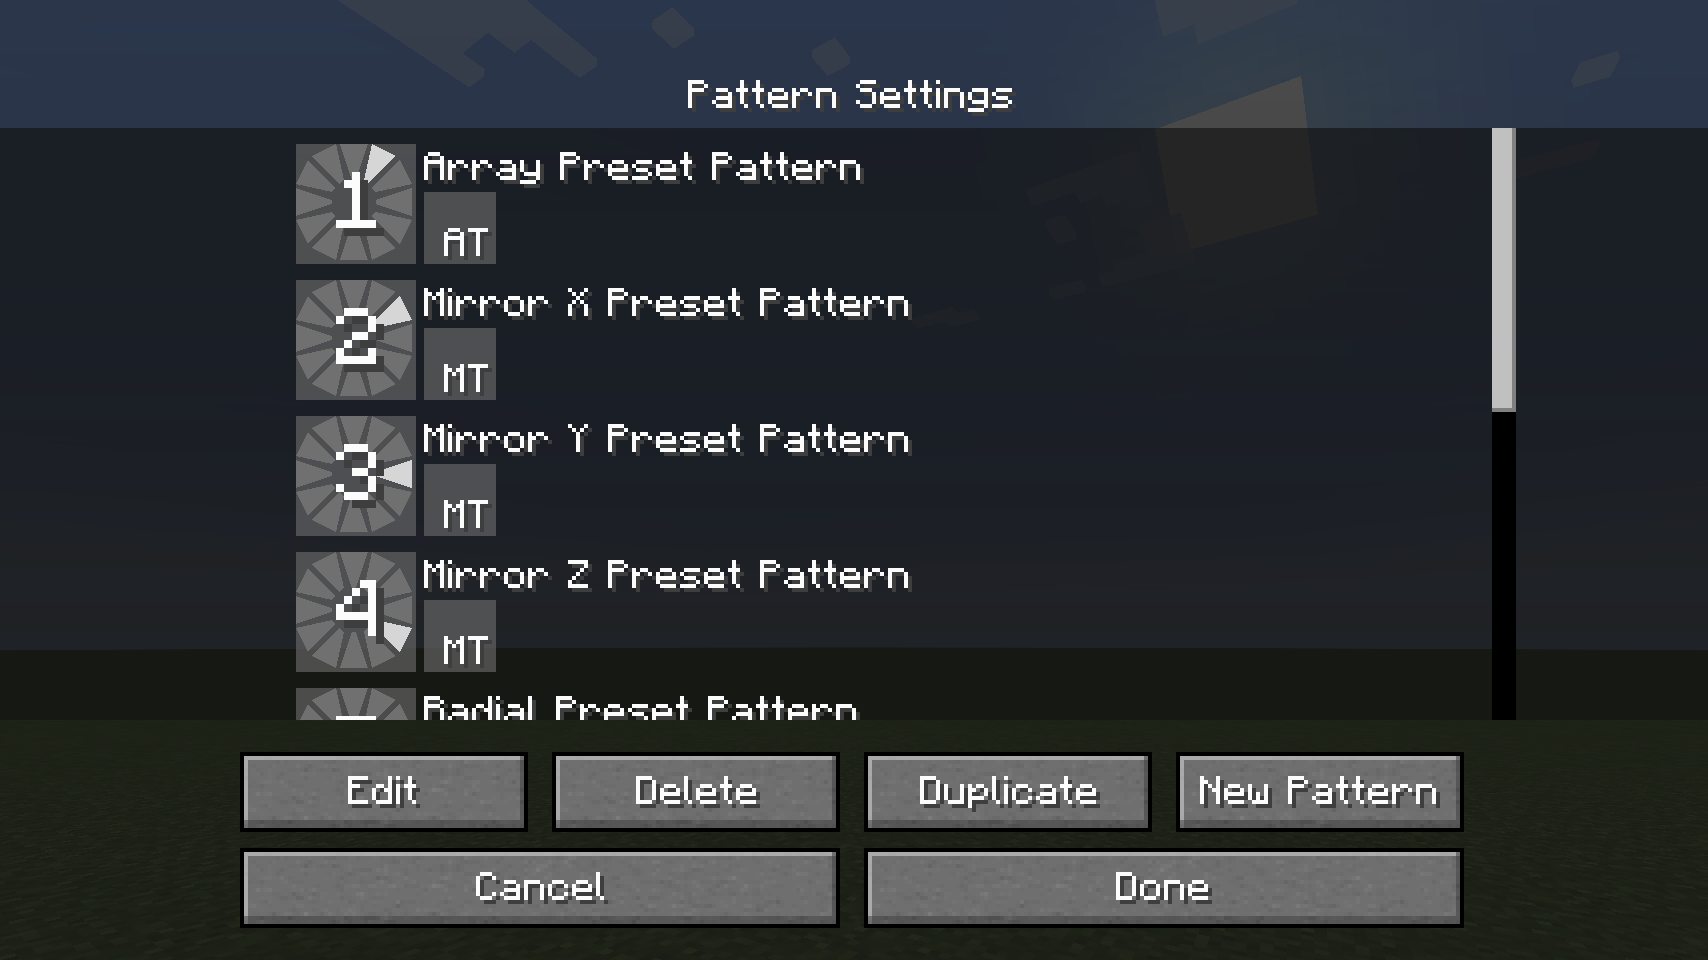 Pattern Settings
1
Array Preset Pattern
AT
2
Mirror X Preset Pattern
MT
3
Mirror Y Preset Pattern
MT
4
Mirror Z Preset Pattern
MT
Radial Preset Pattern
Edit
Delete
Duplicate
New Pattern
Cancel
Done